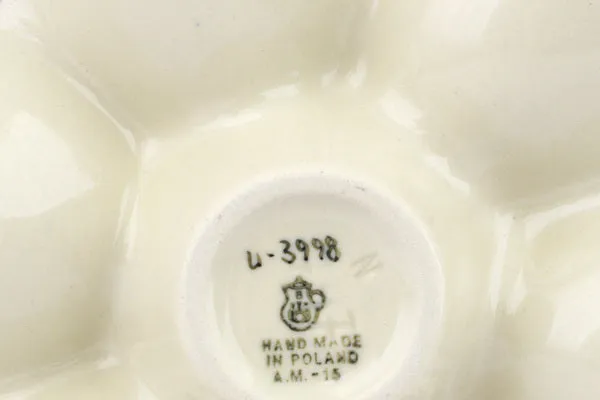 u-3998
HAND MADE
IN POLAND
A.M.-15